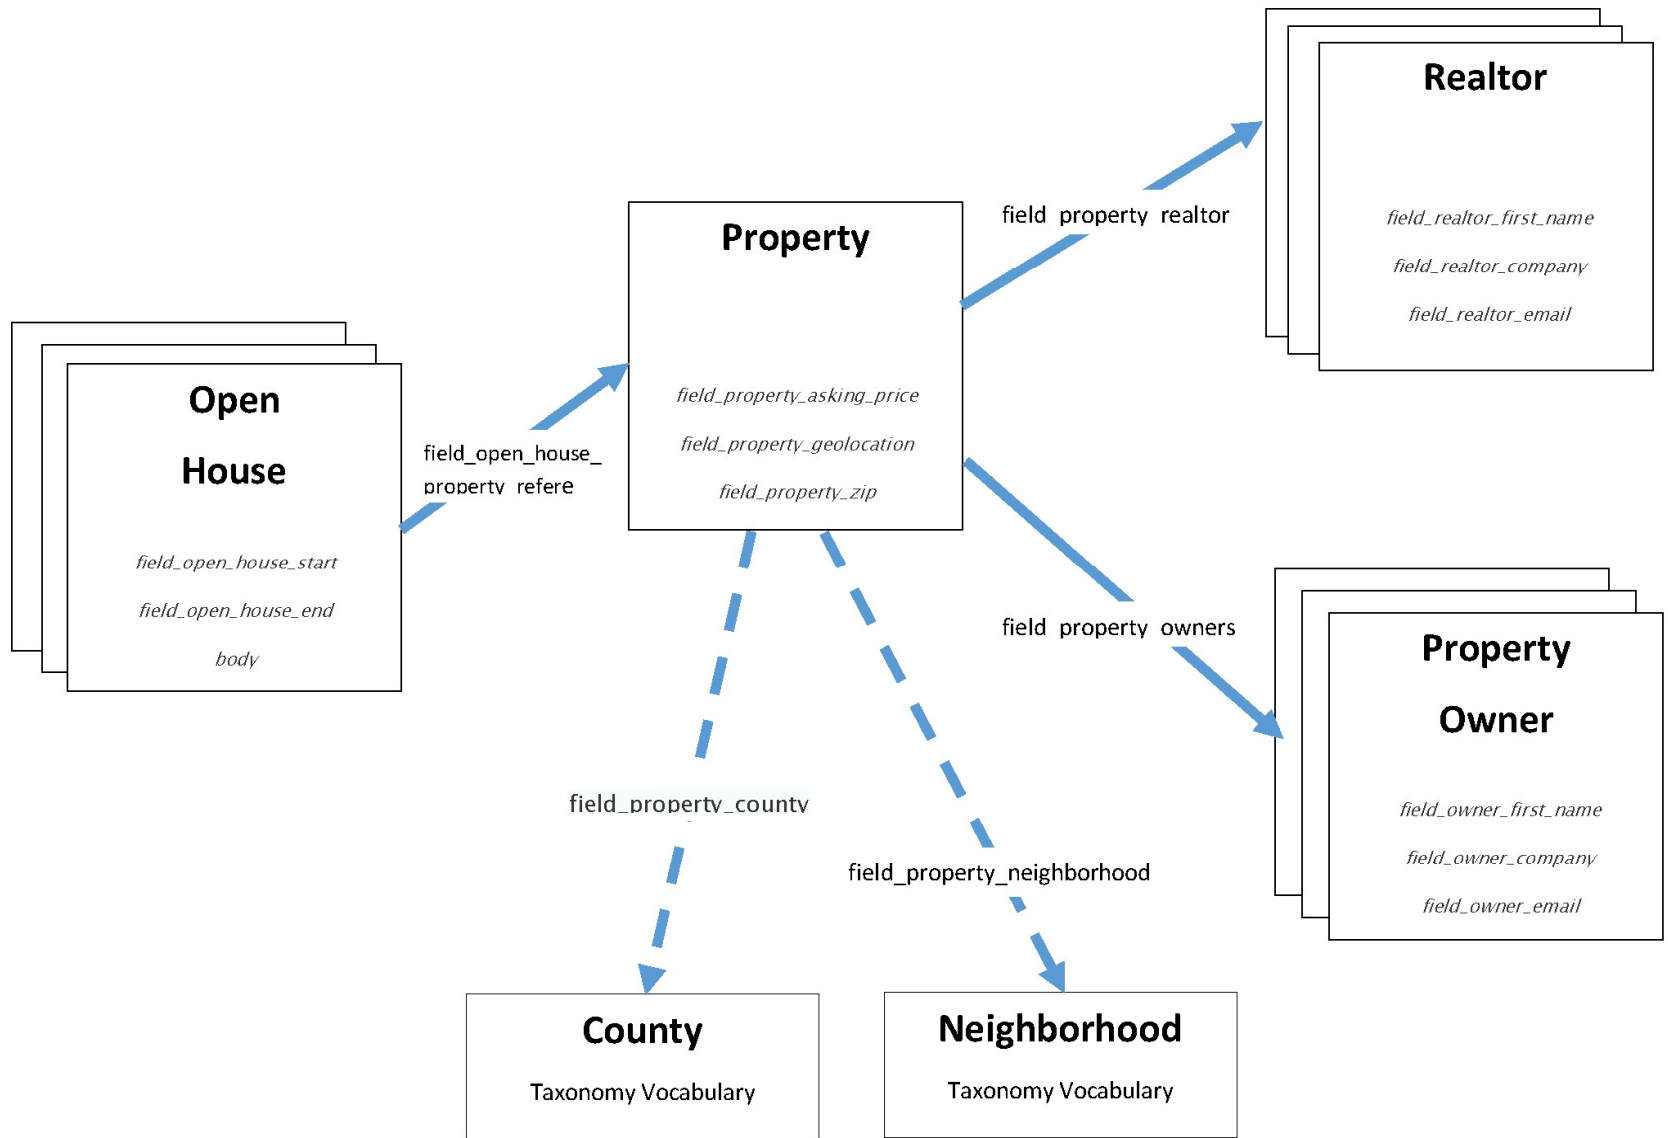 Realtor
field_realtor_first_name
field_realtor_company
field_realtor_email
field_property_realtor
Property
field_property_asking_price
field_property_geolocation
field_property_zip
Open
House
field_open_house_start
field_open_house_end
body
field_open_house_
property_refere
field_property_owners
Property
Owner
field_owner_first_name
field_owner_company
field_owner_email
field_property_county
field_property_neighborhood
County
Taxonomy Vocabulary
Neighborhood
Taxonomy Vocabulary